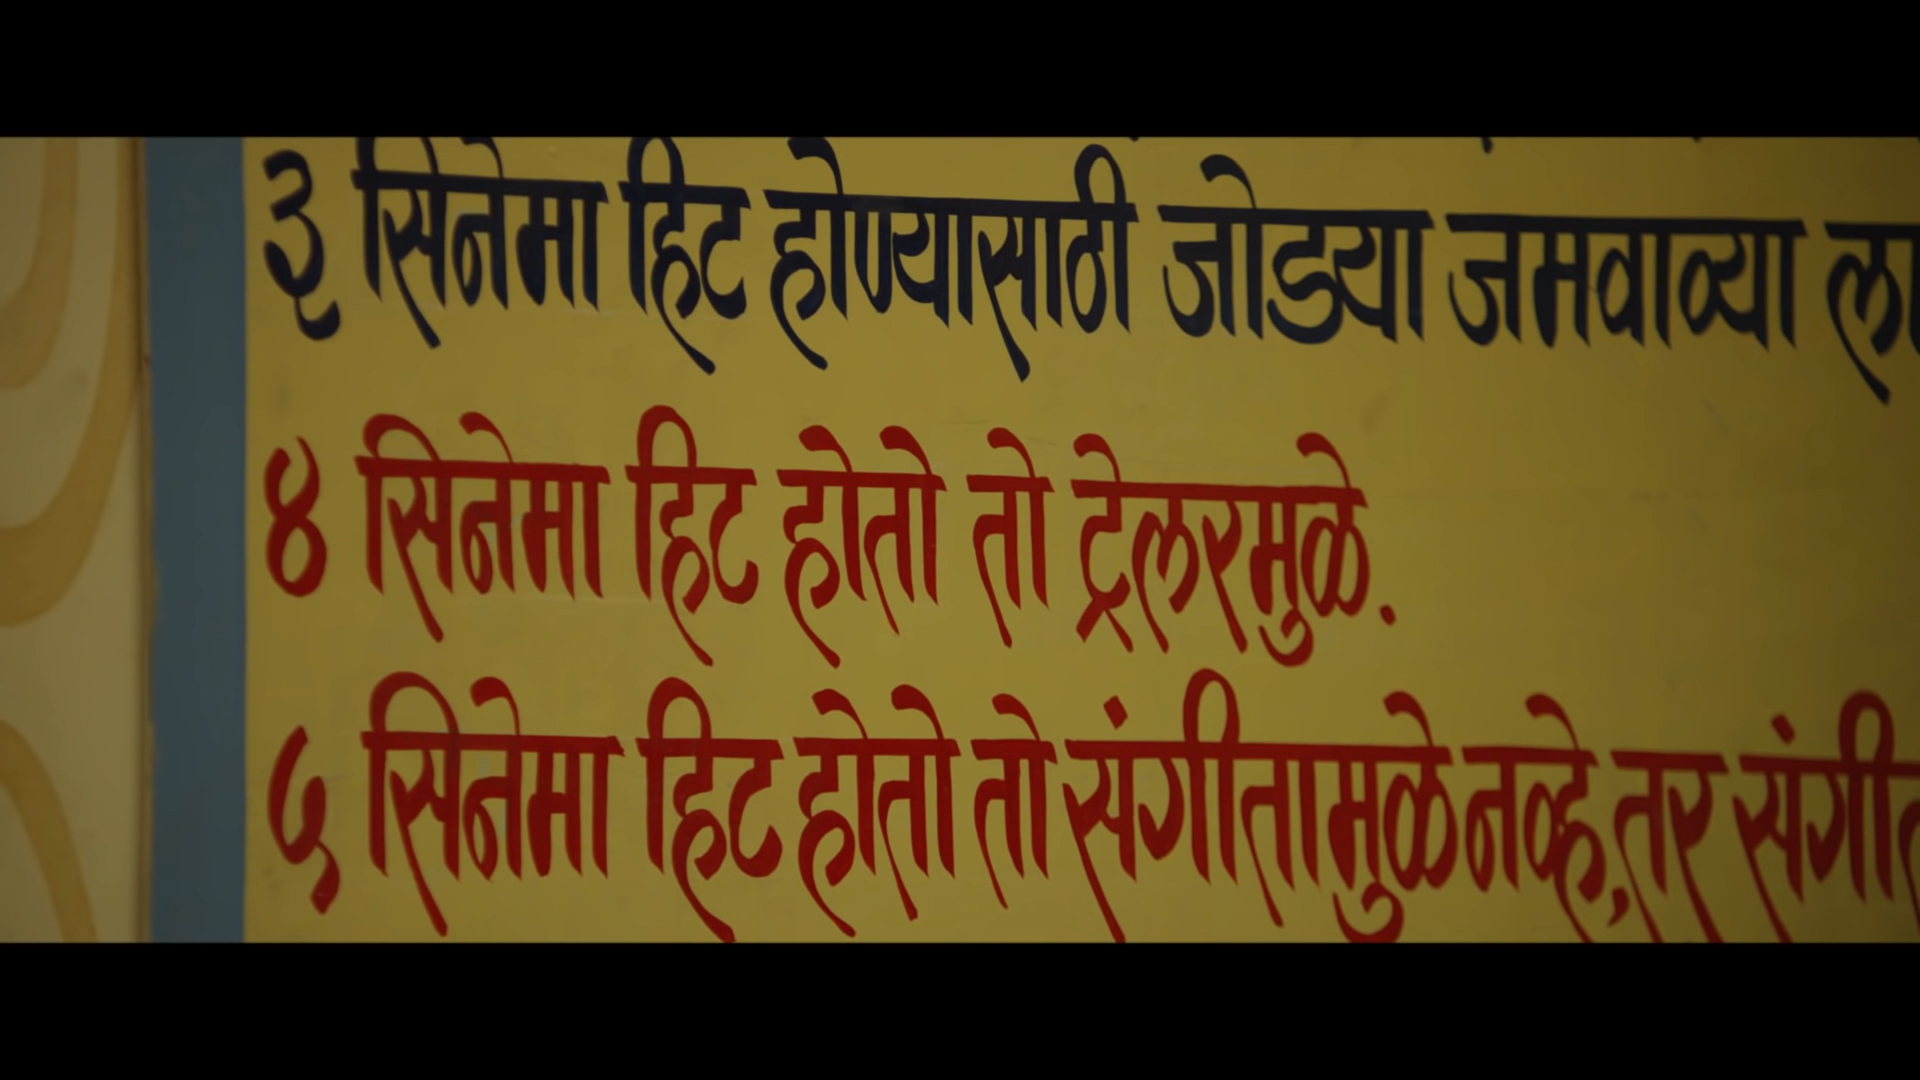 ३ सिनेमा हिट होण्यासाठी जोड्या जमवाव्या
४ सिनेमा हिट होतो तो ट्रेलरमुळे.
५ सिनेमा हिट होतो तो संगीतामुळे नव्हे, तर